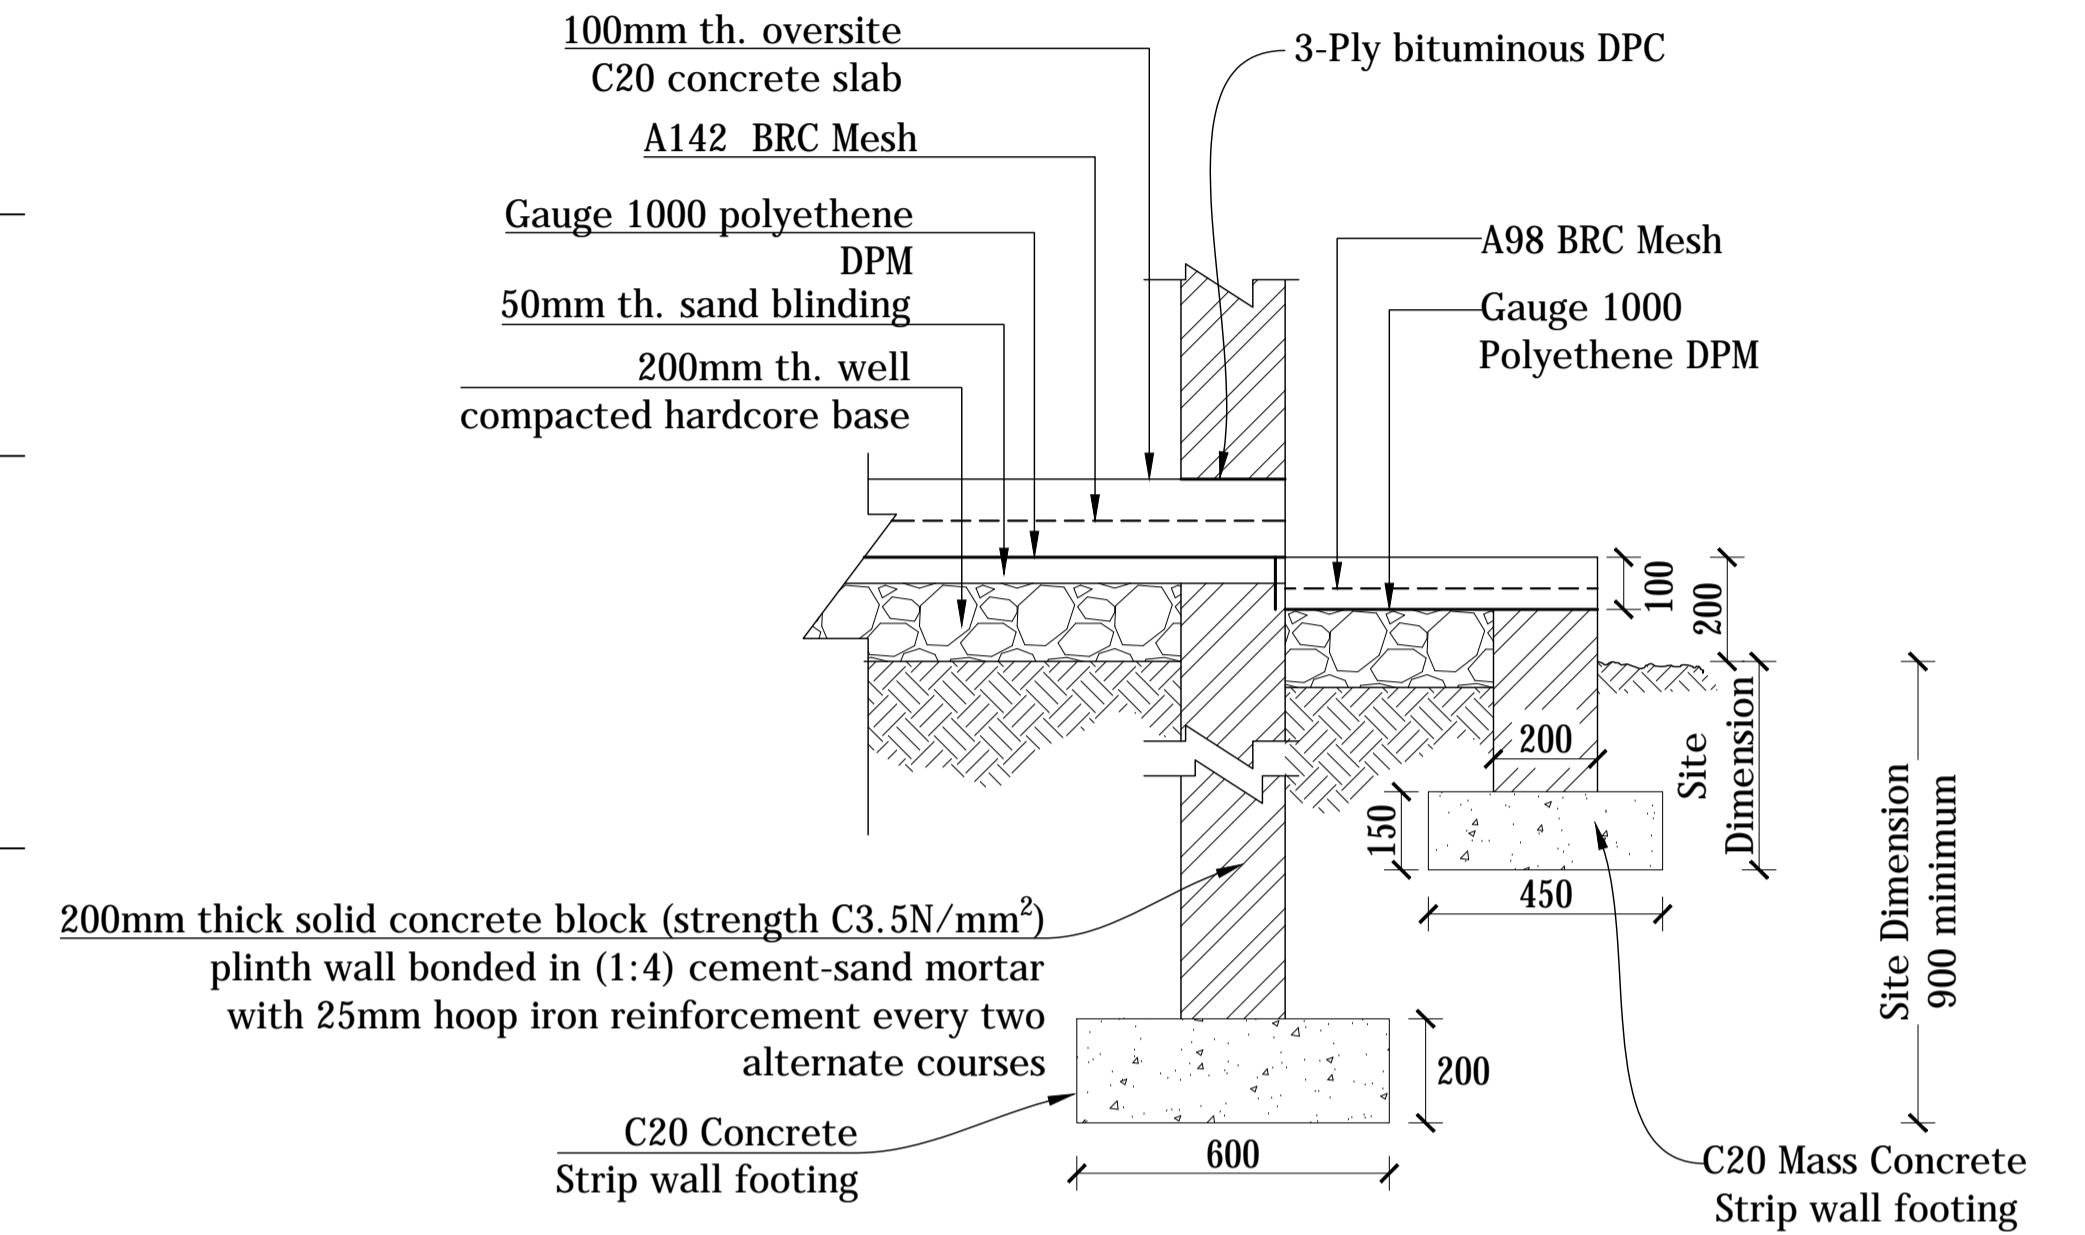 100mm th. oversite
C20 concrete slab
A142 BRC Mesh
Gauge 1000 polyethene
DPM
50mm th. sand blinding
200mm th. well
compacted hardcore base
3-Ply bituminous DPC
A98 BRC Mesh
Gauge 1000
Polyethene DPM
100
200
200
150
450
Site
Dimension
Site Dimension
900 minimum
200mm thick solid concrete block (strength C3.5N/mm²)
plinth wall bonded in (1:4) cement-sand mortar
with 25mm hoop iron reinforcement every two
alternate courses
C20 Concrete
Strip wall footing
200
600
C20 Mass Concrete
Strip wall footing